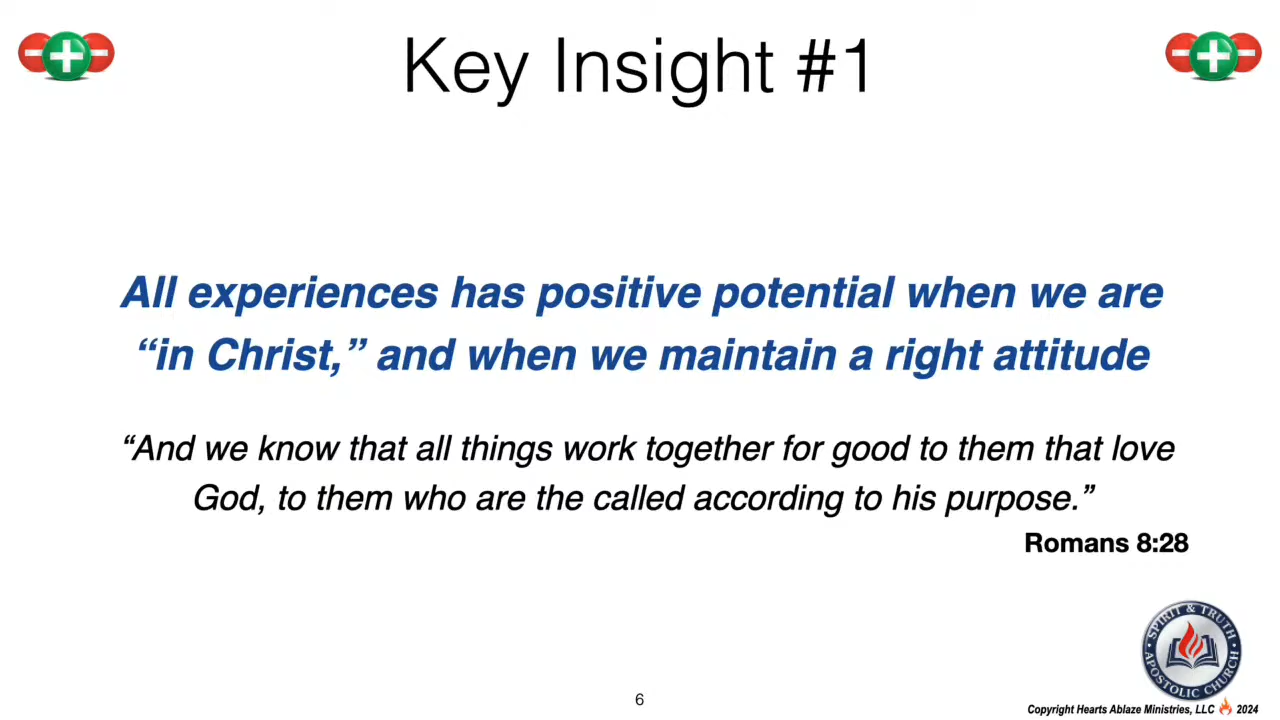 Key Insight #1
All experiences has positive potential when we are
“in Christ,” and when we maintain a right attitude
“And we know that all things work together for good to them that love
God, to them who are the called according to his purpose.”
Romans 8:28
SPIRIT & TRUTH
APOSTOLIC CHURCH
6
Copyright Hearts Ablaze Ministries, LLC 2024